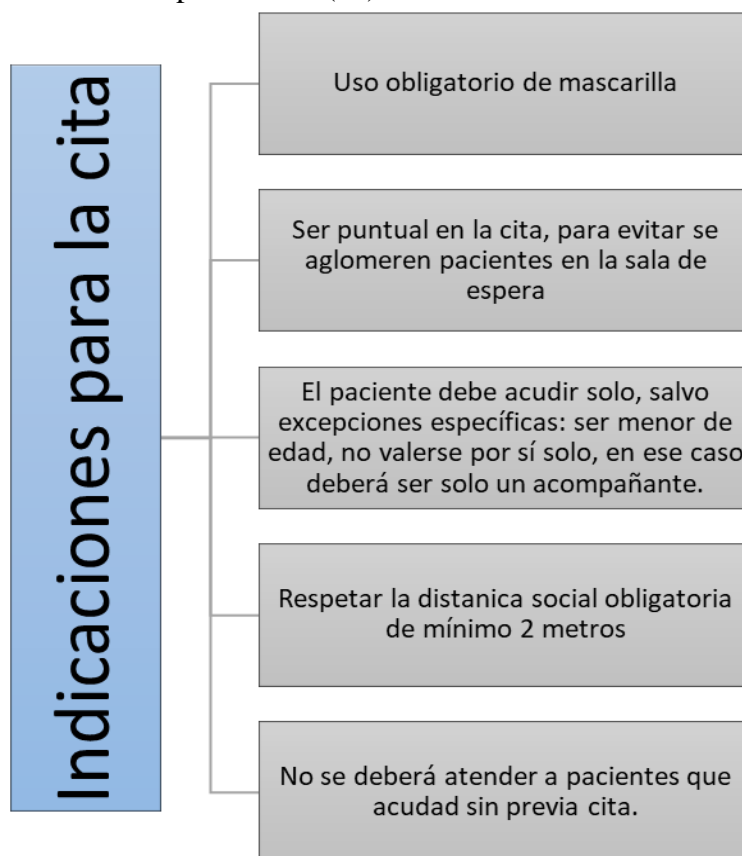 Indicaciones para la cita
Uso obligatorio de mascarilla
Ser puntual en la cita, para evitar se
aglomeren pacientes en la sala de
espera
El paciente debe acudir solo, salvo
excepciones específicas: ser menor de
edad, no valerse por sí solo, en ese caso
deberá ser solo un acompañante.
Respetar la distanica social obligatoria
de mínimo 2 metros
No se deberá atender a pacientes que
acudad sin previa cita.